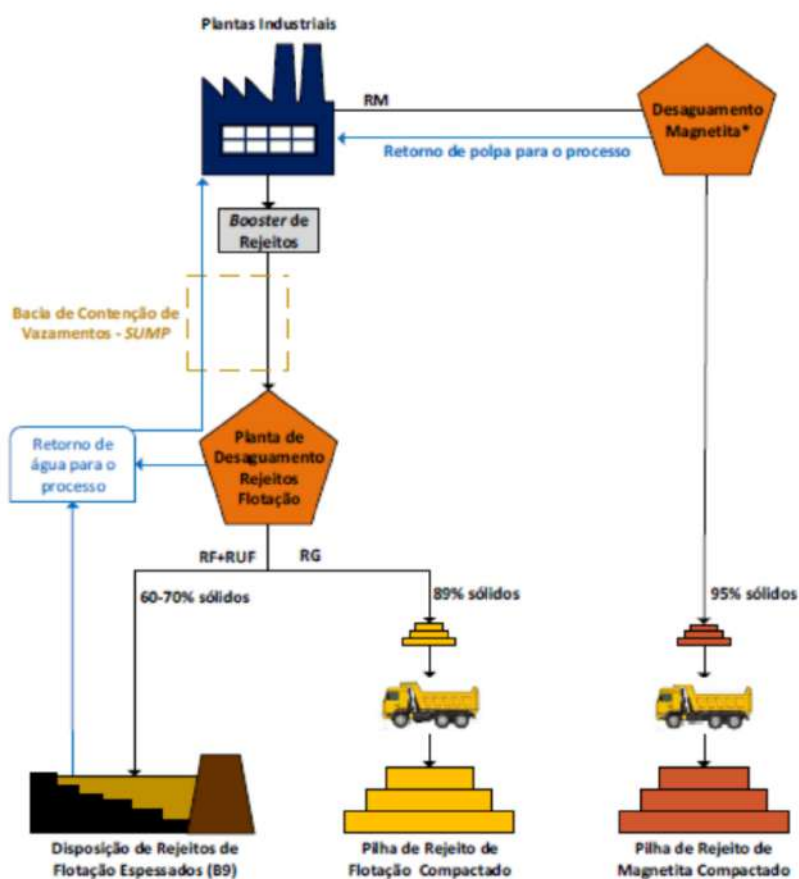 Plantas Industriais
RM
Desaguamento
Magnetita*
Retorno de polpa para o processo
Booster de
Rejeitos
Bacia de Contenção de
Vazamentos - SUMP
Planta de
Desaguamento
Rejeitos
Flotação
Retorno de
água para o
processo
RF+RUF
RG
60-70% sólidos
89% sólidos
95% sólidos
Disposição de Rejeitos de
Flotação Espessados (B9)
Pilha de Rejeito de
Flotação Compactado
Pilha de Rejeito de
Magnetita Compactado